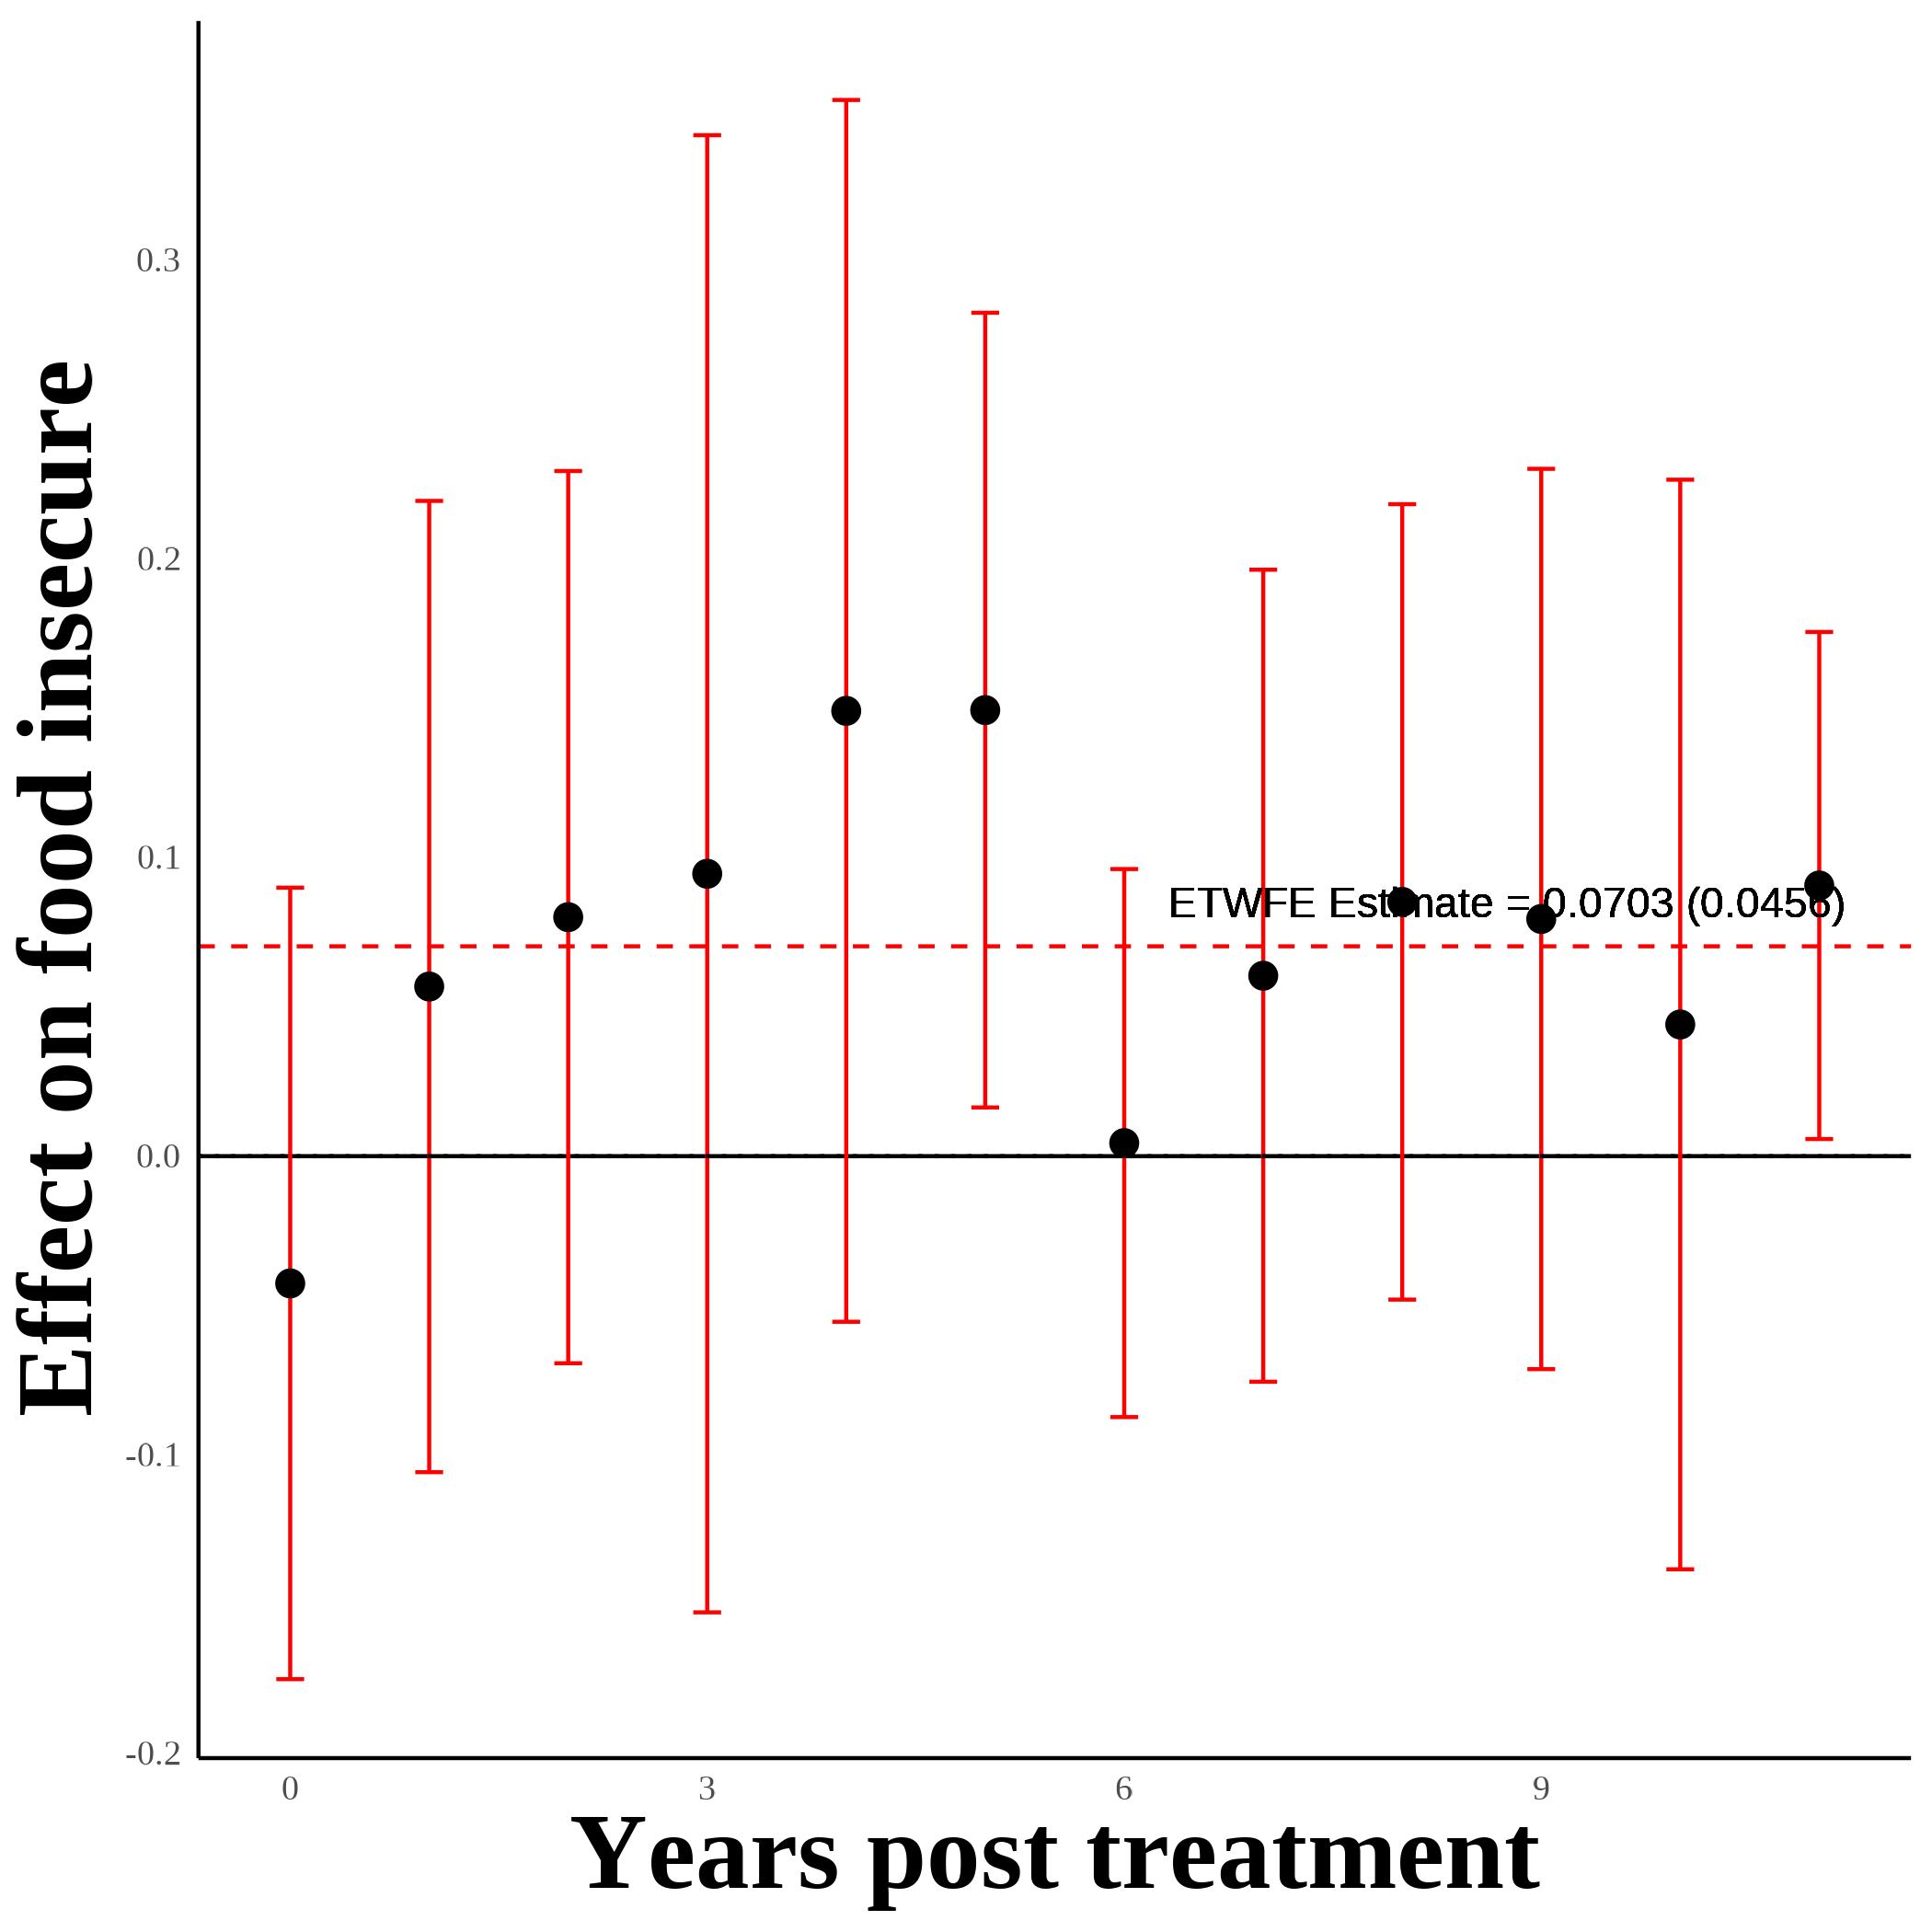 Effect on food insecure
0.3
0.2
0.1
0.0
-0.1
-0.2
ETWFE Estimate = 0.0703 (0.0456)
0 3 6 9
Years post treatment